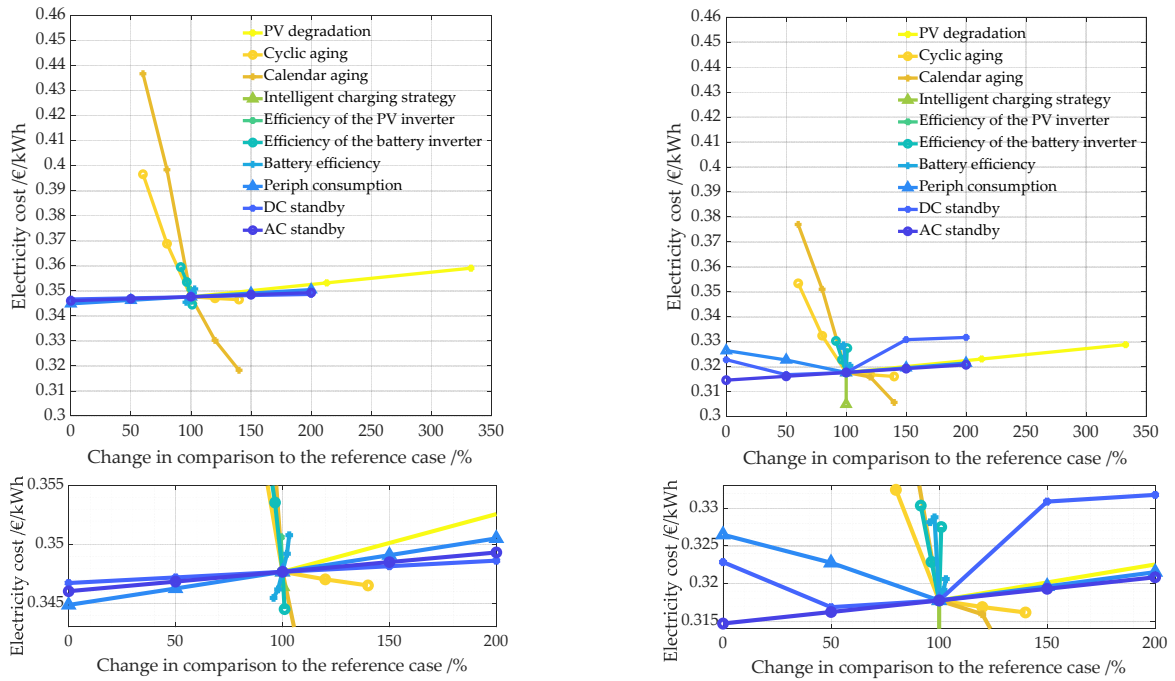 0.46
0.45
0.44
0.43
0.42
0.41
0.4
0.39
0.38
0.37
0.36
0.35
0.34
0.33
0.32
0.31
0.3
Electricity cost /€/kWh
PV degradation
Cyclic aging
Calendar aging
Intelligent charging strategy
Efficiency of the PV inverter
Efficiency of the battery inverter
Battery efficiency
Periph consumption
DC standby
AC standby
0 50 100 150 200 250 300 350
Change in comparison to the reference case /%
0.46
0.45
0.44
0.43
0.42
0.41
0.4
0.39
0.38
0.37
0.36
0.35
0.34
0.33
0.32
0.31
0.3
Electricity cost /€/kWh
PV degradation
Cyclic aging
Calendar aging
Intelligent charging strategy
Efficiency of the PV inverter
Efficiency of the battery inverter
Battery efficiency
Periph consumption
DC standby
AC standby
0 50 100 150 200 250 300 350
Change in comparison to the reference case /%
0.355
0.35
0.345
Electricity cost /€/kWh
0 50 100 150 200
Change in comparison to the reference case /%
0.33
0.325
0.32
0.315
Electricity cost /€/kWh
0 50 100 150 200
Change in comparison to the reference case /%